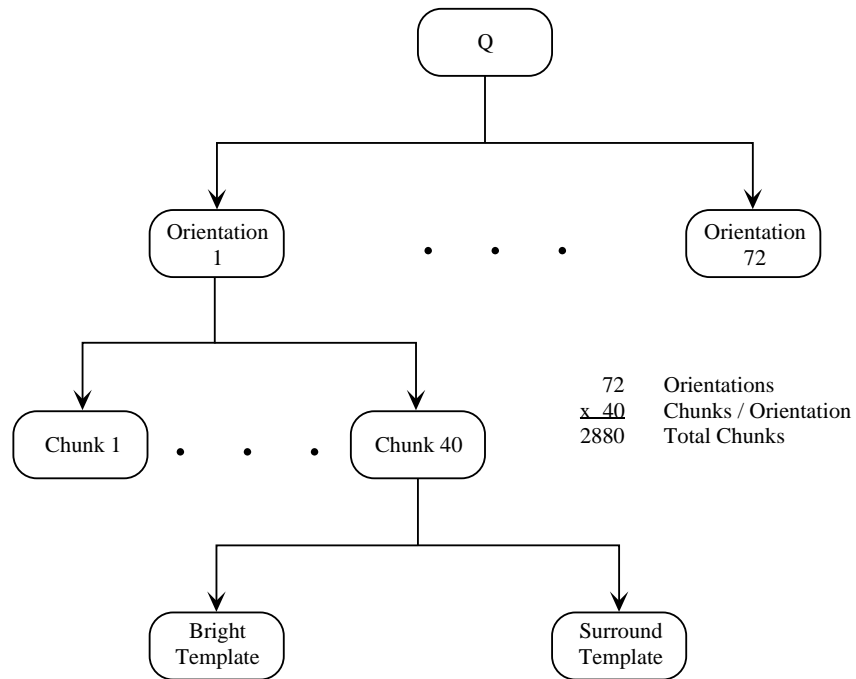 Q
Orientation
1
. . .
Orientation
72
Chunk 1
. . .
Chunk 40
72 Orientations
x 40 Chunks / Orientation
2880 Total Chunks
Bright
Template
Surround
Template